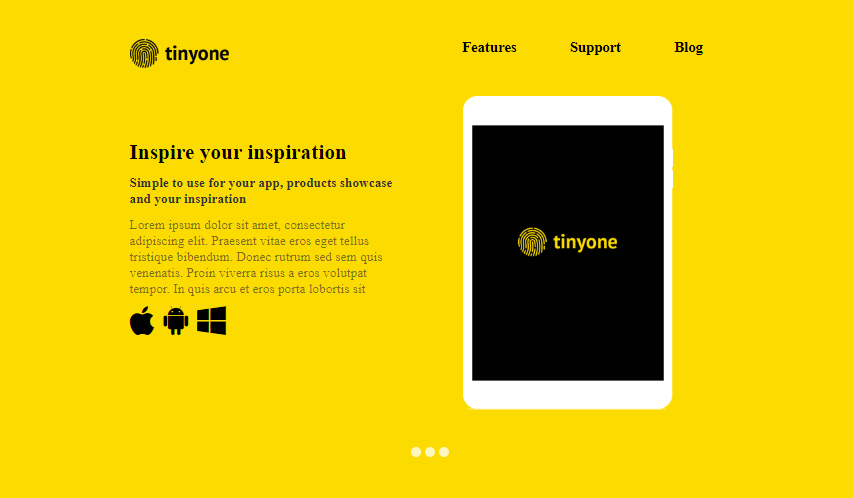 tinyone
Features Support Blog
Inspire your inspiration
Simple to use for your app, products showcase
and your inspiration
Lorem ipsum dolor sit amet, consectetur
adipiscing elit. Praesent vitae eros eget tellus
tristique bibendum. Donec rutrum sed sem quis
venenatis. Proin viverra risus a eros volutpat
tempor. In quis arcu et eros porta lobortis sit
tinyone